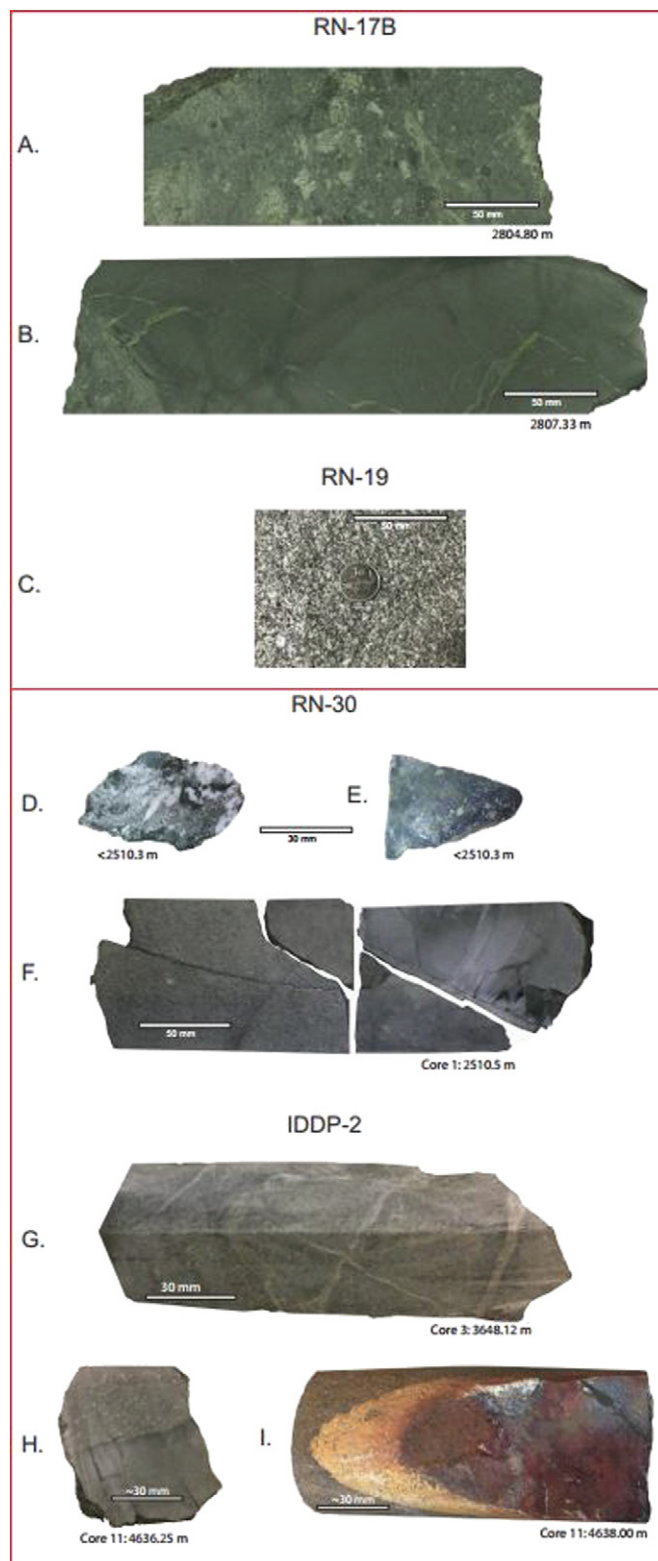 RN-17B
A.
50 mm
2804.80 m
B.
50 mm
2807.33 m
RN-19
50 mm
C.
RN-30
D.
E.
30 mm
<2510.3 m
<2510.3 m
F.
50 mm
Core 1: 2510.5 m
IDDP-2
G.
30 mm
Core 3: 3648.12 m
H.
I.
~30 mm
~30 mm
Core 11: 4636.25 m
Core 11: 4638.00 m